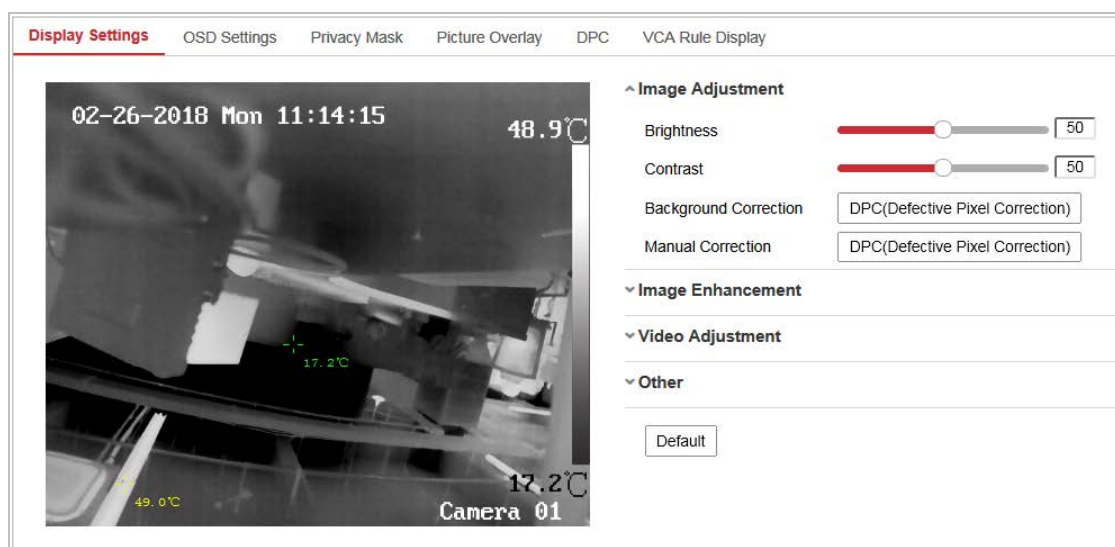 Display Settings OSD Settings Privacy Mask Picture Overlay DPC VCA Rule Display
02-26-2018 Mon 11:14:15
48.9℃
17.2℃
49.0℃
17.2℃
Camera 01
Image Adjustment
Brightness 50
Contrast 50
Background Correction DPC(Defective Pixel Correction)
Manual Correction DPC(Defective Pixel Correction)
Image Enhancement
Video Adjustment
Other
Default